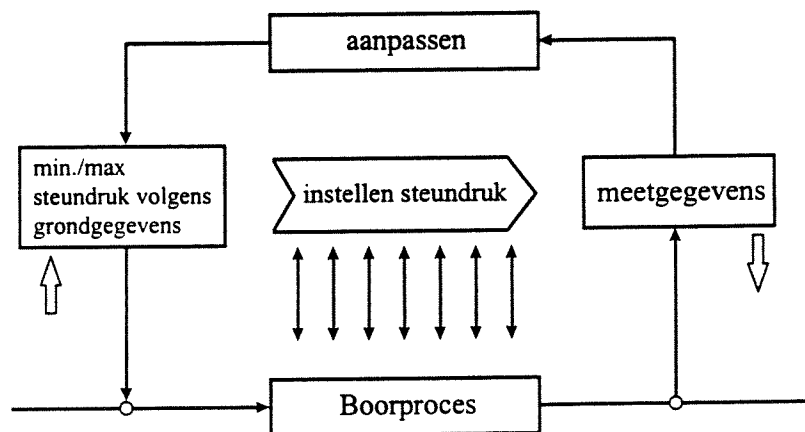 aanpassen
min./max
steundruk volgens
grondgegevens
instellen steundruk
meetgegevens
Boorproces